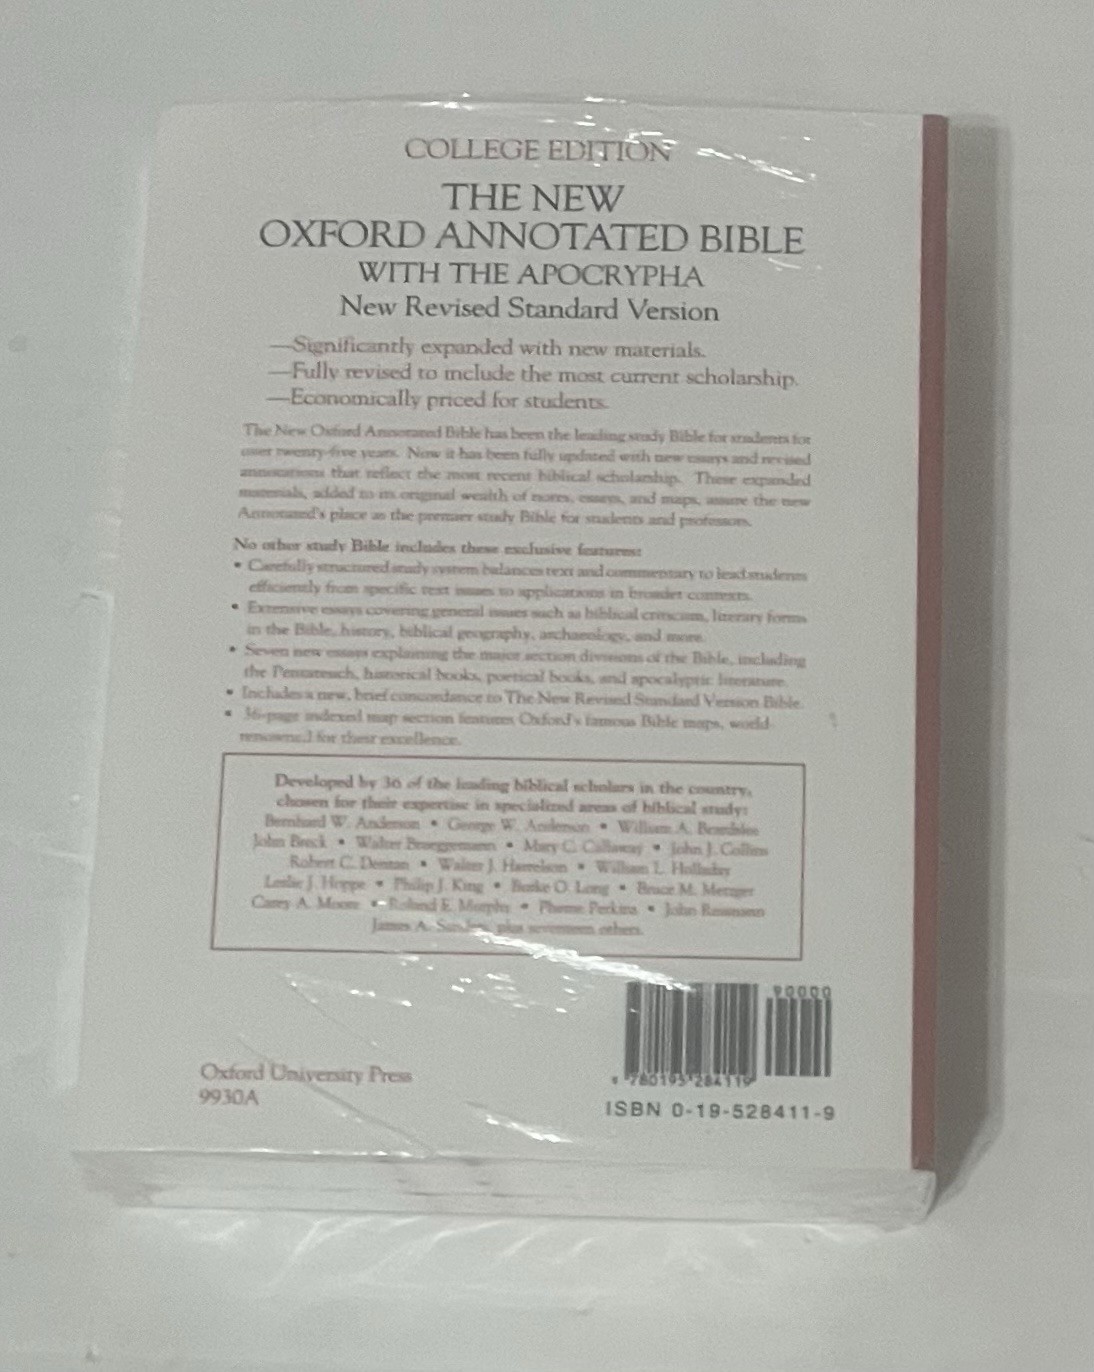 COLLEGE EDITION
THE NEW
OXFORD ANNOTATED BIBLE
WITH THE APOCRYPHA
New Revised Standard Version
—Significantly expanded with new materials.
—Fully revised to include the most current scholarship.
—Economically priced for students.
The New Oxford Annotated Bible has been the leading study Bible for students for
over twenty-five years. Now it has been fully updated with new essays and revised
annotations that reflect the most recent biblical scholarship. These expanded
materials, added to its original wealth of notes, essays, and maps, assure the new
Annotated's place as the premier study Bible for students and professors.
No other study Bible includes these exclusive features:
• Carefully structured study system balances text and commentary to lead students
efficiently from specific text issues to applications in broader contexts.
• Extensive essays covering general issues such as biblical criticism, literary forms
in the Bible, history, biblical geography, archaeology, and more.
• Seven new essays explaining the major section divisions of the Bible, including
the Pentateuch, historical books, poetical books, and apocalyptic literature.
• Includes a new, brief concordance to The New Revised Standard Version Bible.
• 36-page indexed map section features Oxford's famous Bible maps, world-
renowned for their excellence.
Developed by 36 of the leading biblical scholars in the country,
chosen for their expertise in specialized areas of biblical study:
Bernhard W. Anderson • George W. Anderson • William A. Beardslee
John Breck • Walter Brueggemann • Mary C. Callaway • John J. Collins
Robert C. Dentan • Walter J. Harrelson • William L. Holladay
Leslie J. Hoppe • Philip J. King • Burke O. Long • Bruce M. Metzger
Carey A. Moore • Roland E. Murphy • Pheme Perkins • John Reumann
James A. Sanders, plus seventeen others.
90000
9 780195 284119
ISBN 0-19-528411-9
Oxford University Press
9930A